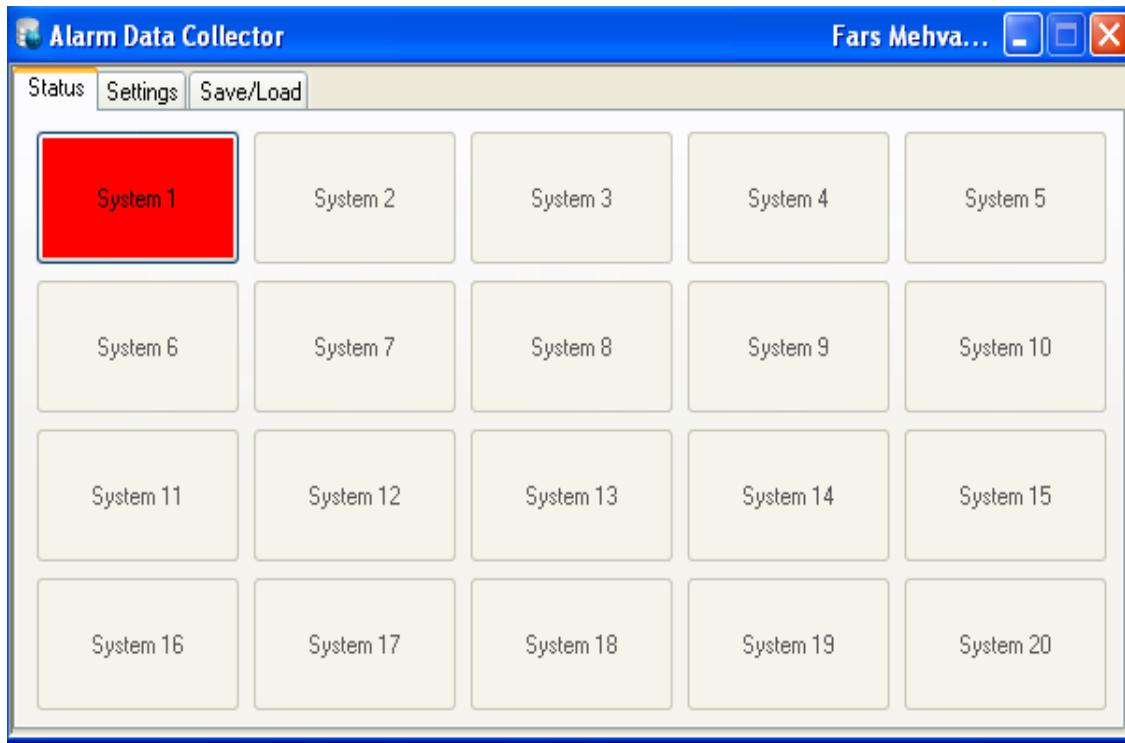 Alarm Data Collector Fars Mehva...
Status Settings Save/Load
System 1 System 2 System 3 System 4 System 5
System 6 System 7 System 8 System 9 System 10
System 11 System 12 System 13 System 14 System 15
System 16 System 17 System 18 System 19 System 20